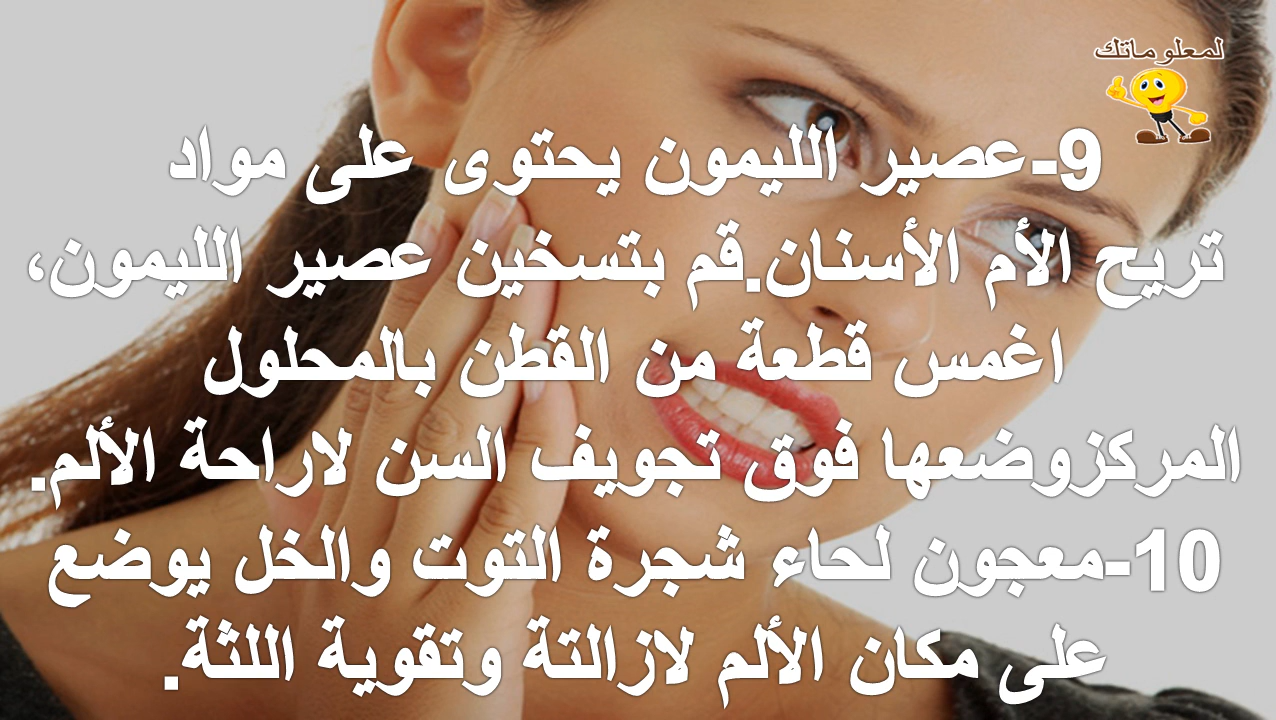 لمعلوماتك
9-عصير الليمون يحتوى على مواد
تريح الأم الأسنان.قم بتسخين عصير الليمون،
اغمس قطعة من القطن بالمحلول
المركزوضعها فوق تجويف السن لاراحة الألم.
10-معجون لحاء شجرة التوت والخل يوضع
على مكان الألم لازالتة وتقوية اللثة.